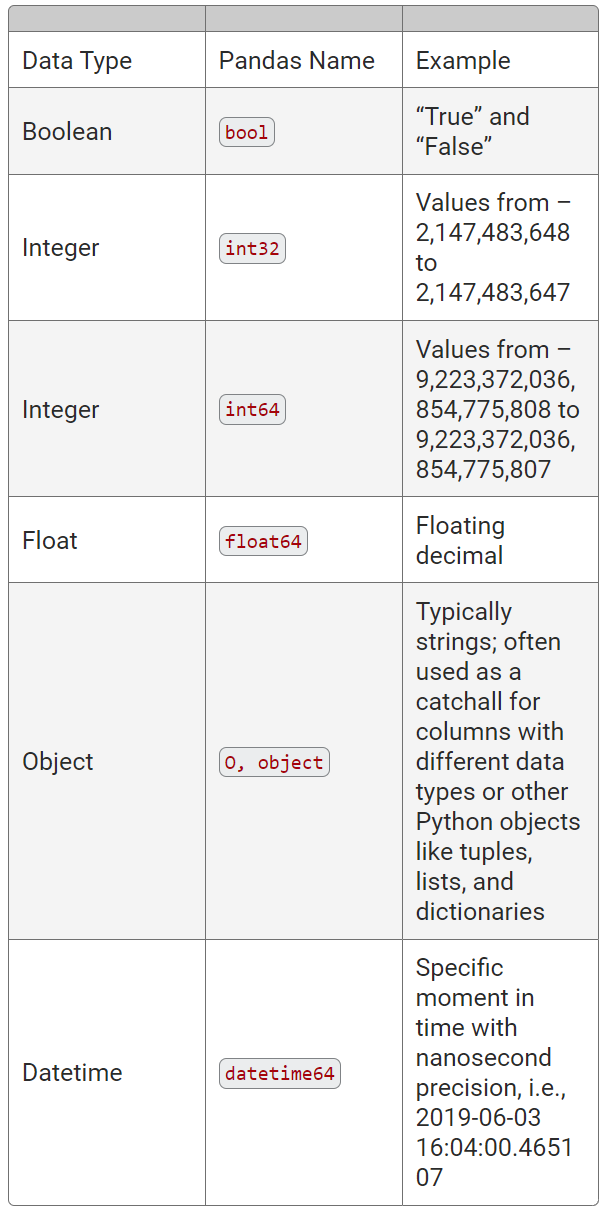 Data Type Pandas Name Example
Boolean bool “True” and
“False”
Integer int32 Values from –
2,147,483,648
to
2,147,483,647
Integer int64 Values from –
9,223,372,036,
854,775,808 to
9,223,372,036,
854,775,807
Float float64 Floating
decimal
Object O, object Typically
strings; often
used as a
catchall for
columns with
different data
types or other
Python objects
like tuples,
lists, and
dictionaries
Datetime datetime64 Specific
moment in
time with
nanosecond
precision, i.e.,
2019-06-03
16:04:00.4651
07